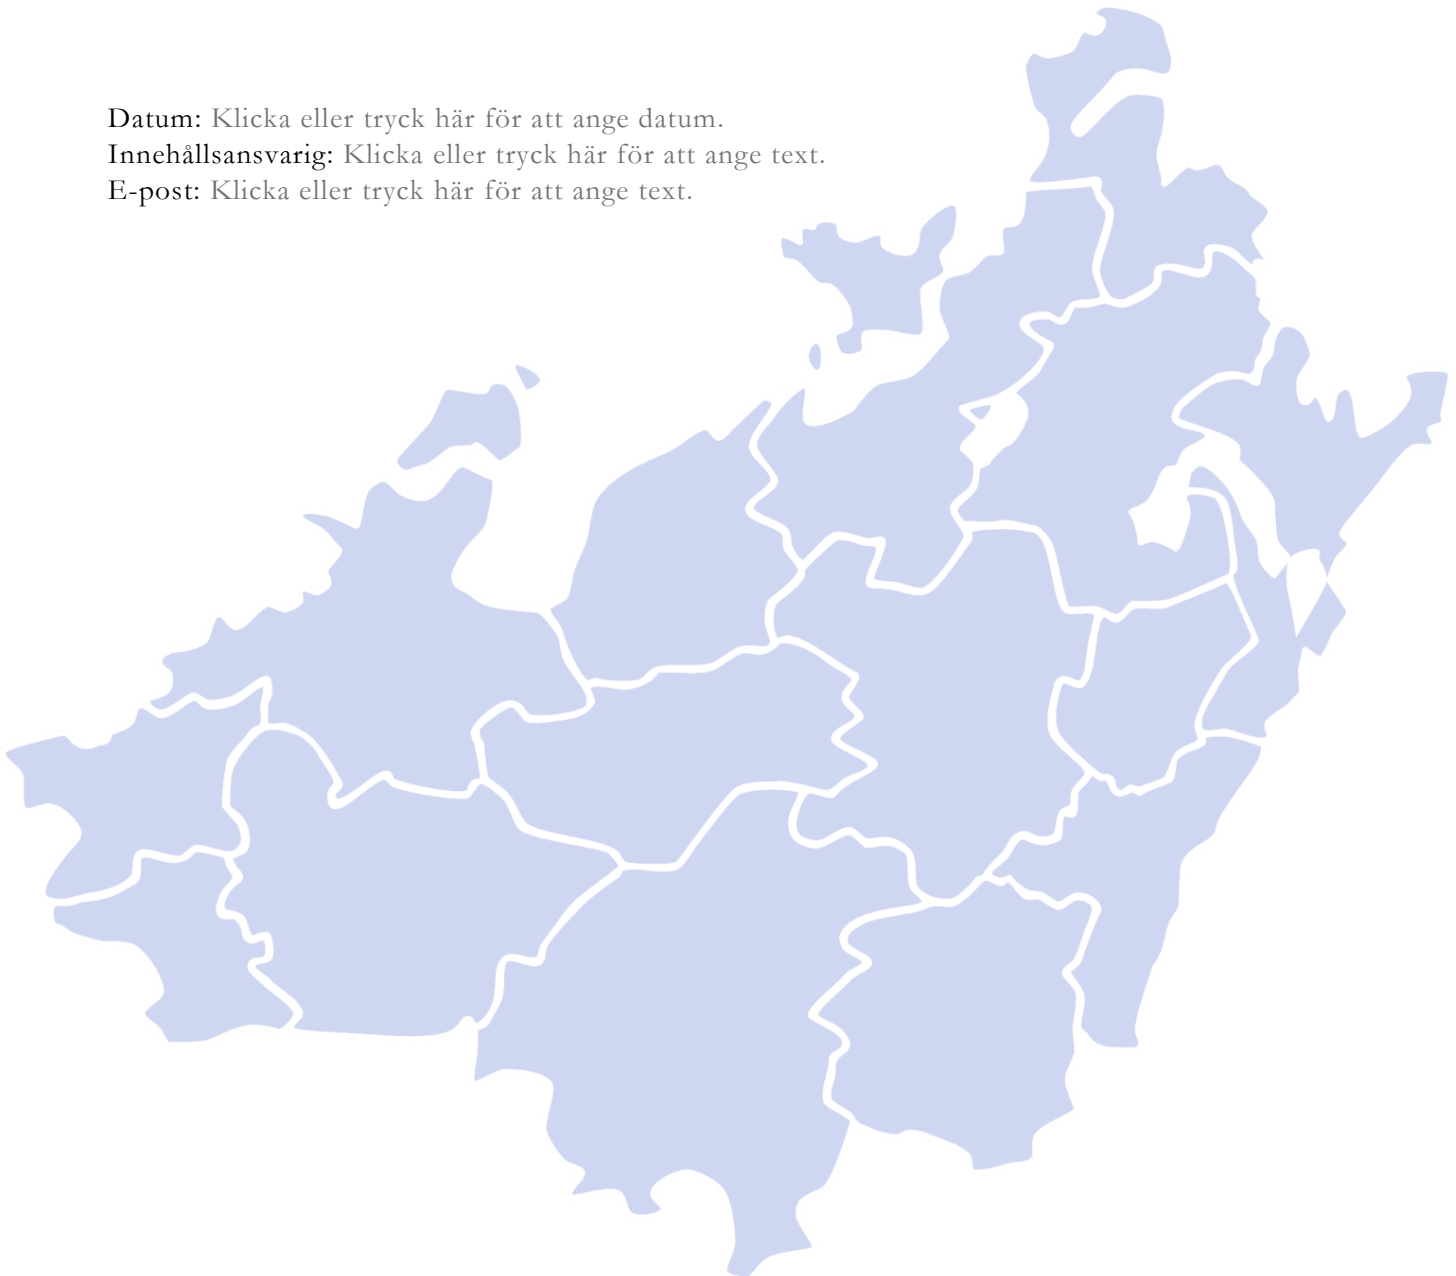 Datum: Klicka eller tryck här för att ange datum.
Innehållsansvarig: Klicka eller tryck här för att ange text.
E-post: Klicka eller tryck här för att ange text.